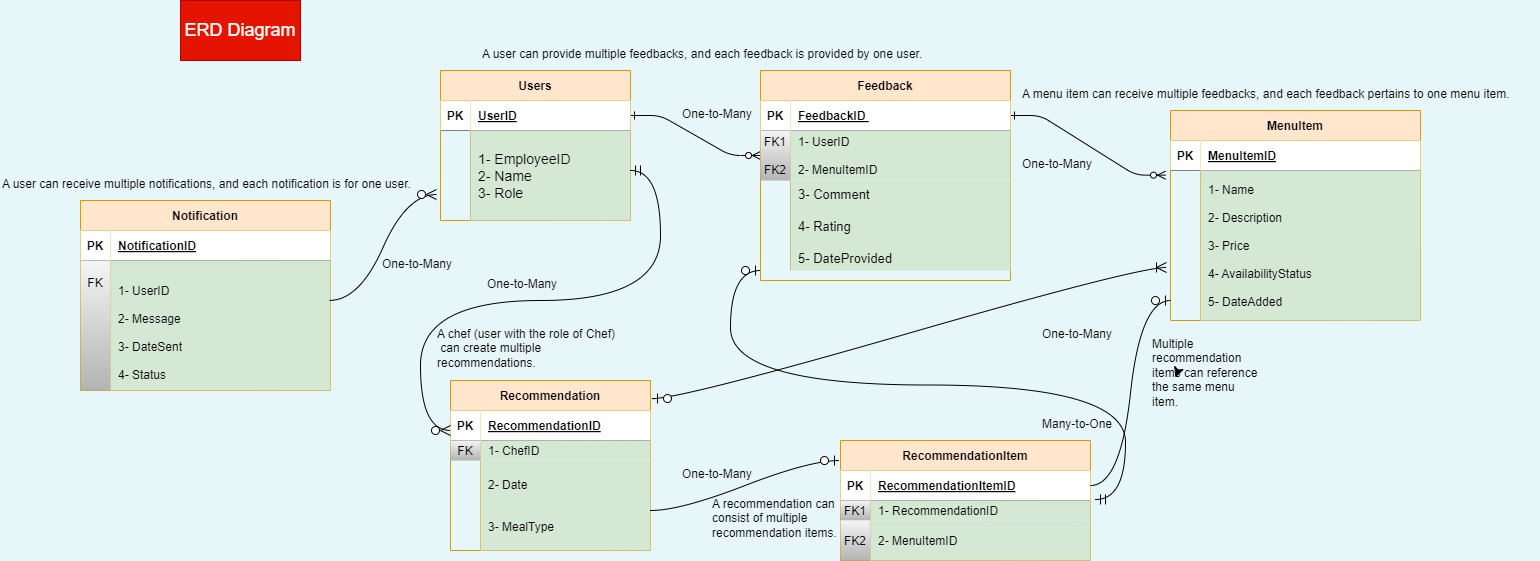 ERD Diagram
A user can provide multiple feedbacks, and each feedback is provided by one user.
Users
PK UserID
1- EmployeeID
2- Name
3- Role
One-to-Many
Feedback
PK FeedbackID
FK1 1- UserID
FK2 2- MenuItemID
3- Comment
4- Rating
5- DateProvided
A menu item can receive multiple feedbacks, and each feedback pertains to one menu item.
One-to-Many
MenuItem
PK MenuItemID
1- Name
2- Description
3- Price
4- AvailabilityStatus
5- DateAdded
A user can receive multiple notifications, and each notification is for one user.
Notification
PK NotificationID
FK 1- UserID
2- Message
3- DateSent
4- Status
One-to-Many
One-to-Many
A chef (user with the role of Chef)
can create multiple
recommendations.
Recommendation
PK RecommendationID
FK 1- ChefID
2- Date
3- MealType
One-to-Many
Multiple
recommendation
items can reference
the same menu
item.
Many-to-One
One-to-Many
A recommendation can
consist of multiple
recommendation items.
RecommendationItem
PK RecommendationItemID
FK1 1- RecommendationID
FK2 2- MenuItemID